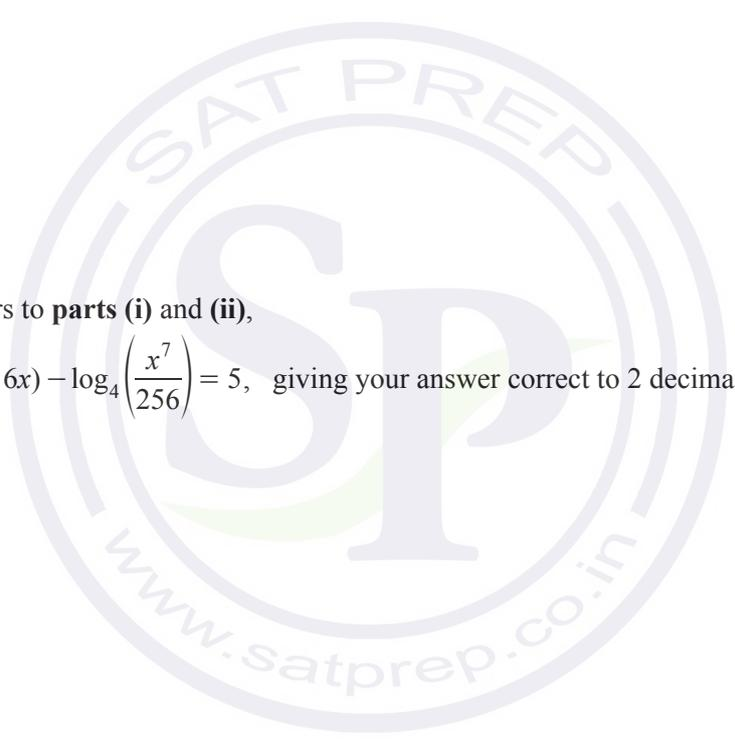 SAT PREP
rs to parts (i) and (ii),
6x) − log₄ (x⁷/256) = 5, giving your answer correct to 2 decima
www.satprep.co.in
SP